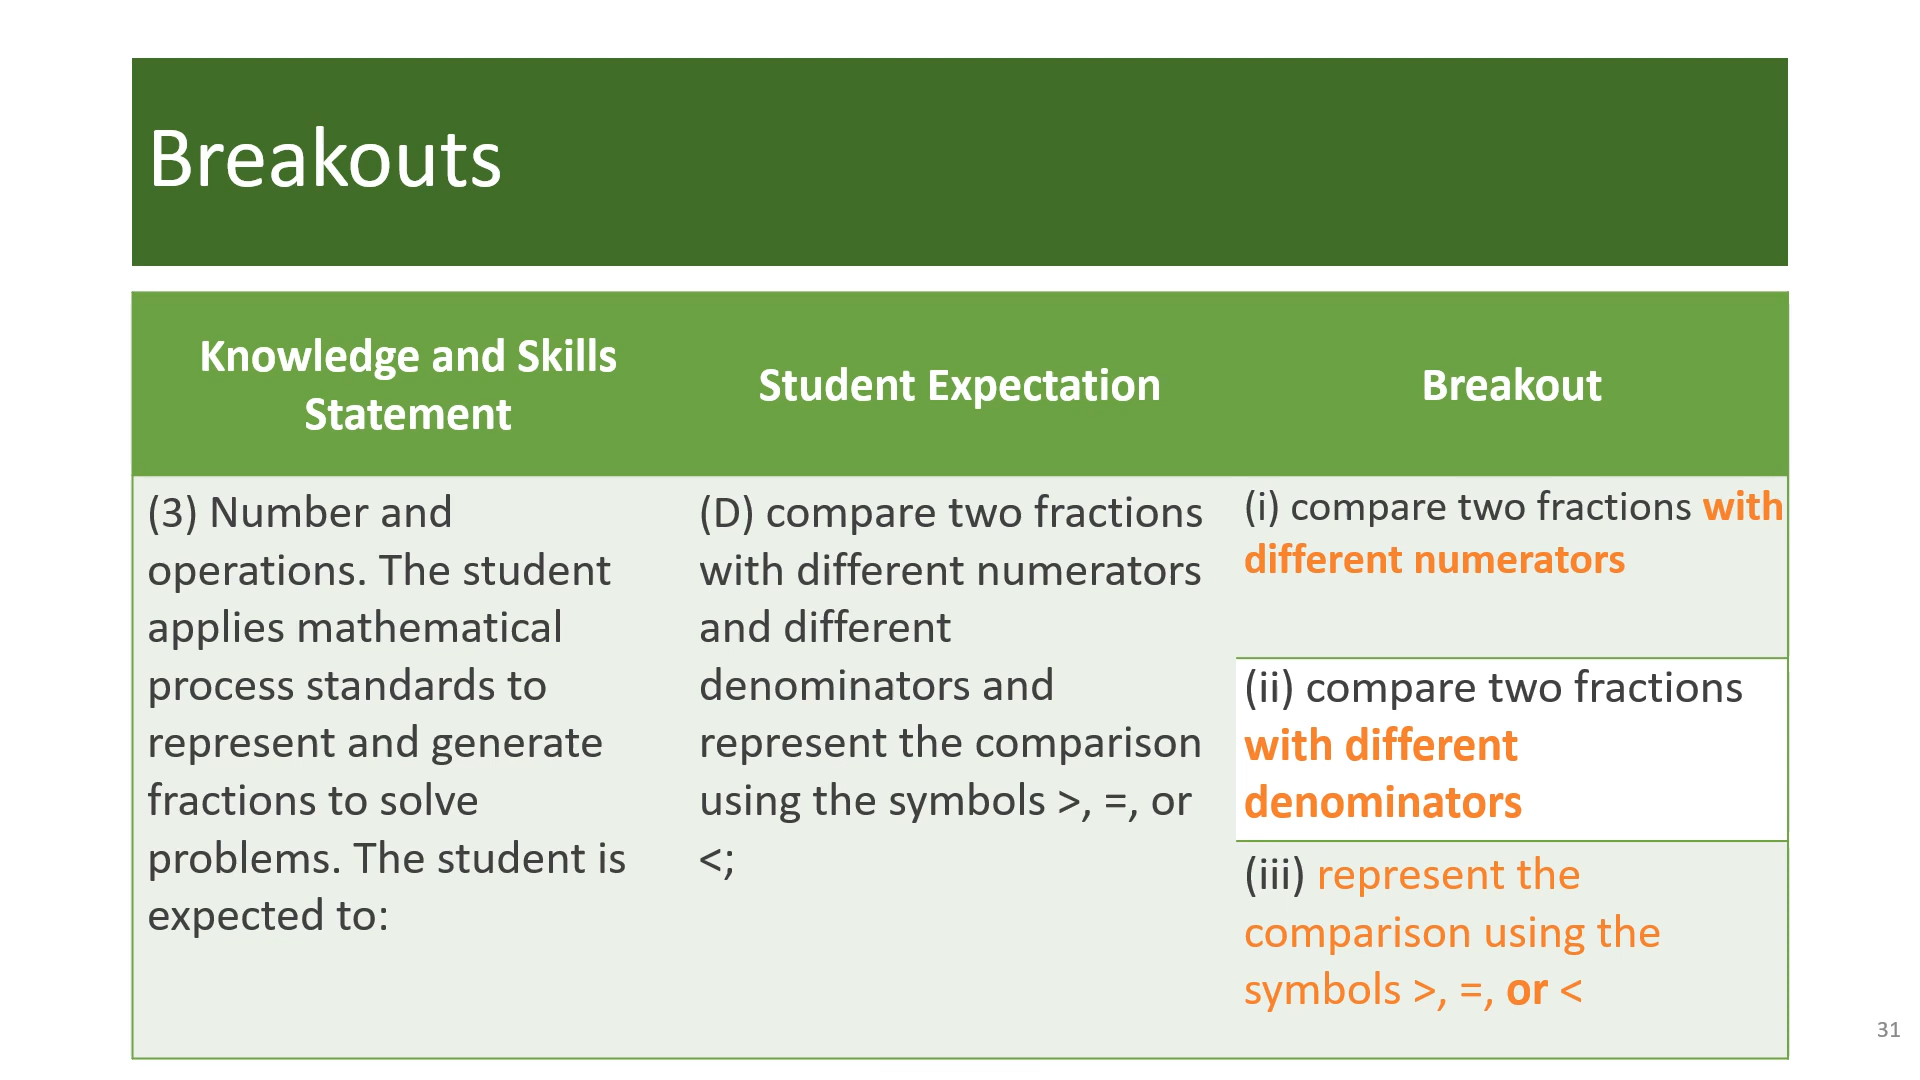 Breakouts
Knowledge and Skills
Statement
Student Expectation
Breakout
(3) Number and
operations. The student
applies mathematical
process standards to
represent and generate
fractions to solve
problems. The student is
expected to:
(D) compare two fractions
with different numerators
and different
denominators and
represent the comparison
using the symbols >, =, or
<;
(i) compare two fractions with
different numerators
(ii) compare two fractions
with different
denominators
(iii) represent the
comparison using the
symbols >, =, or <
31